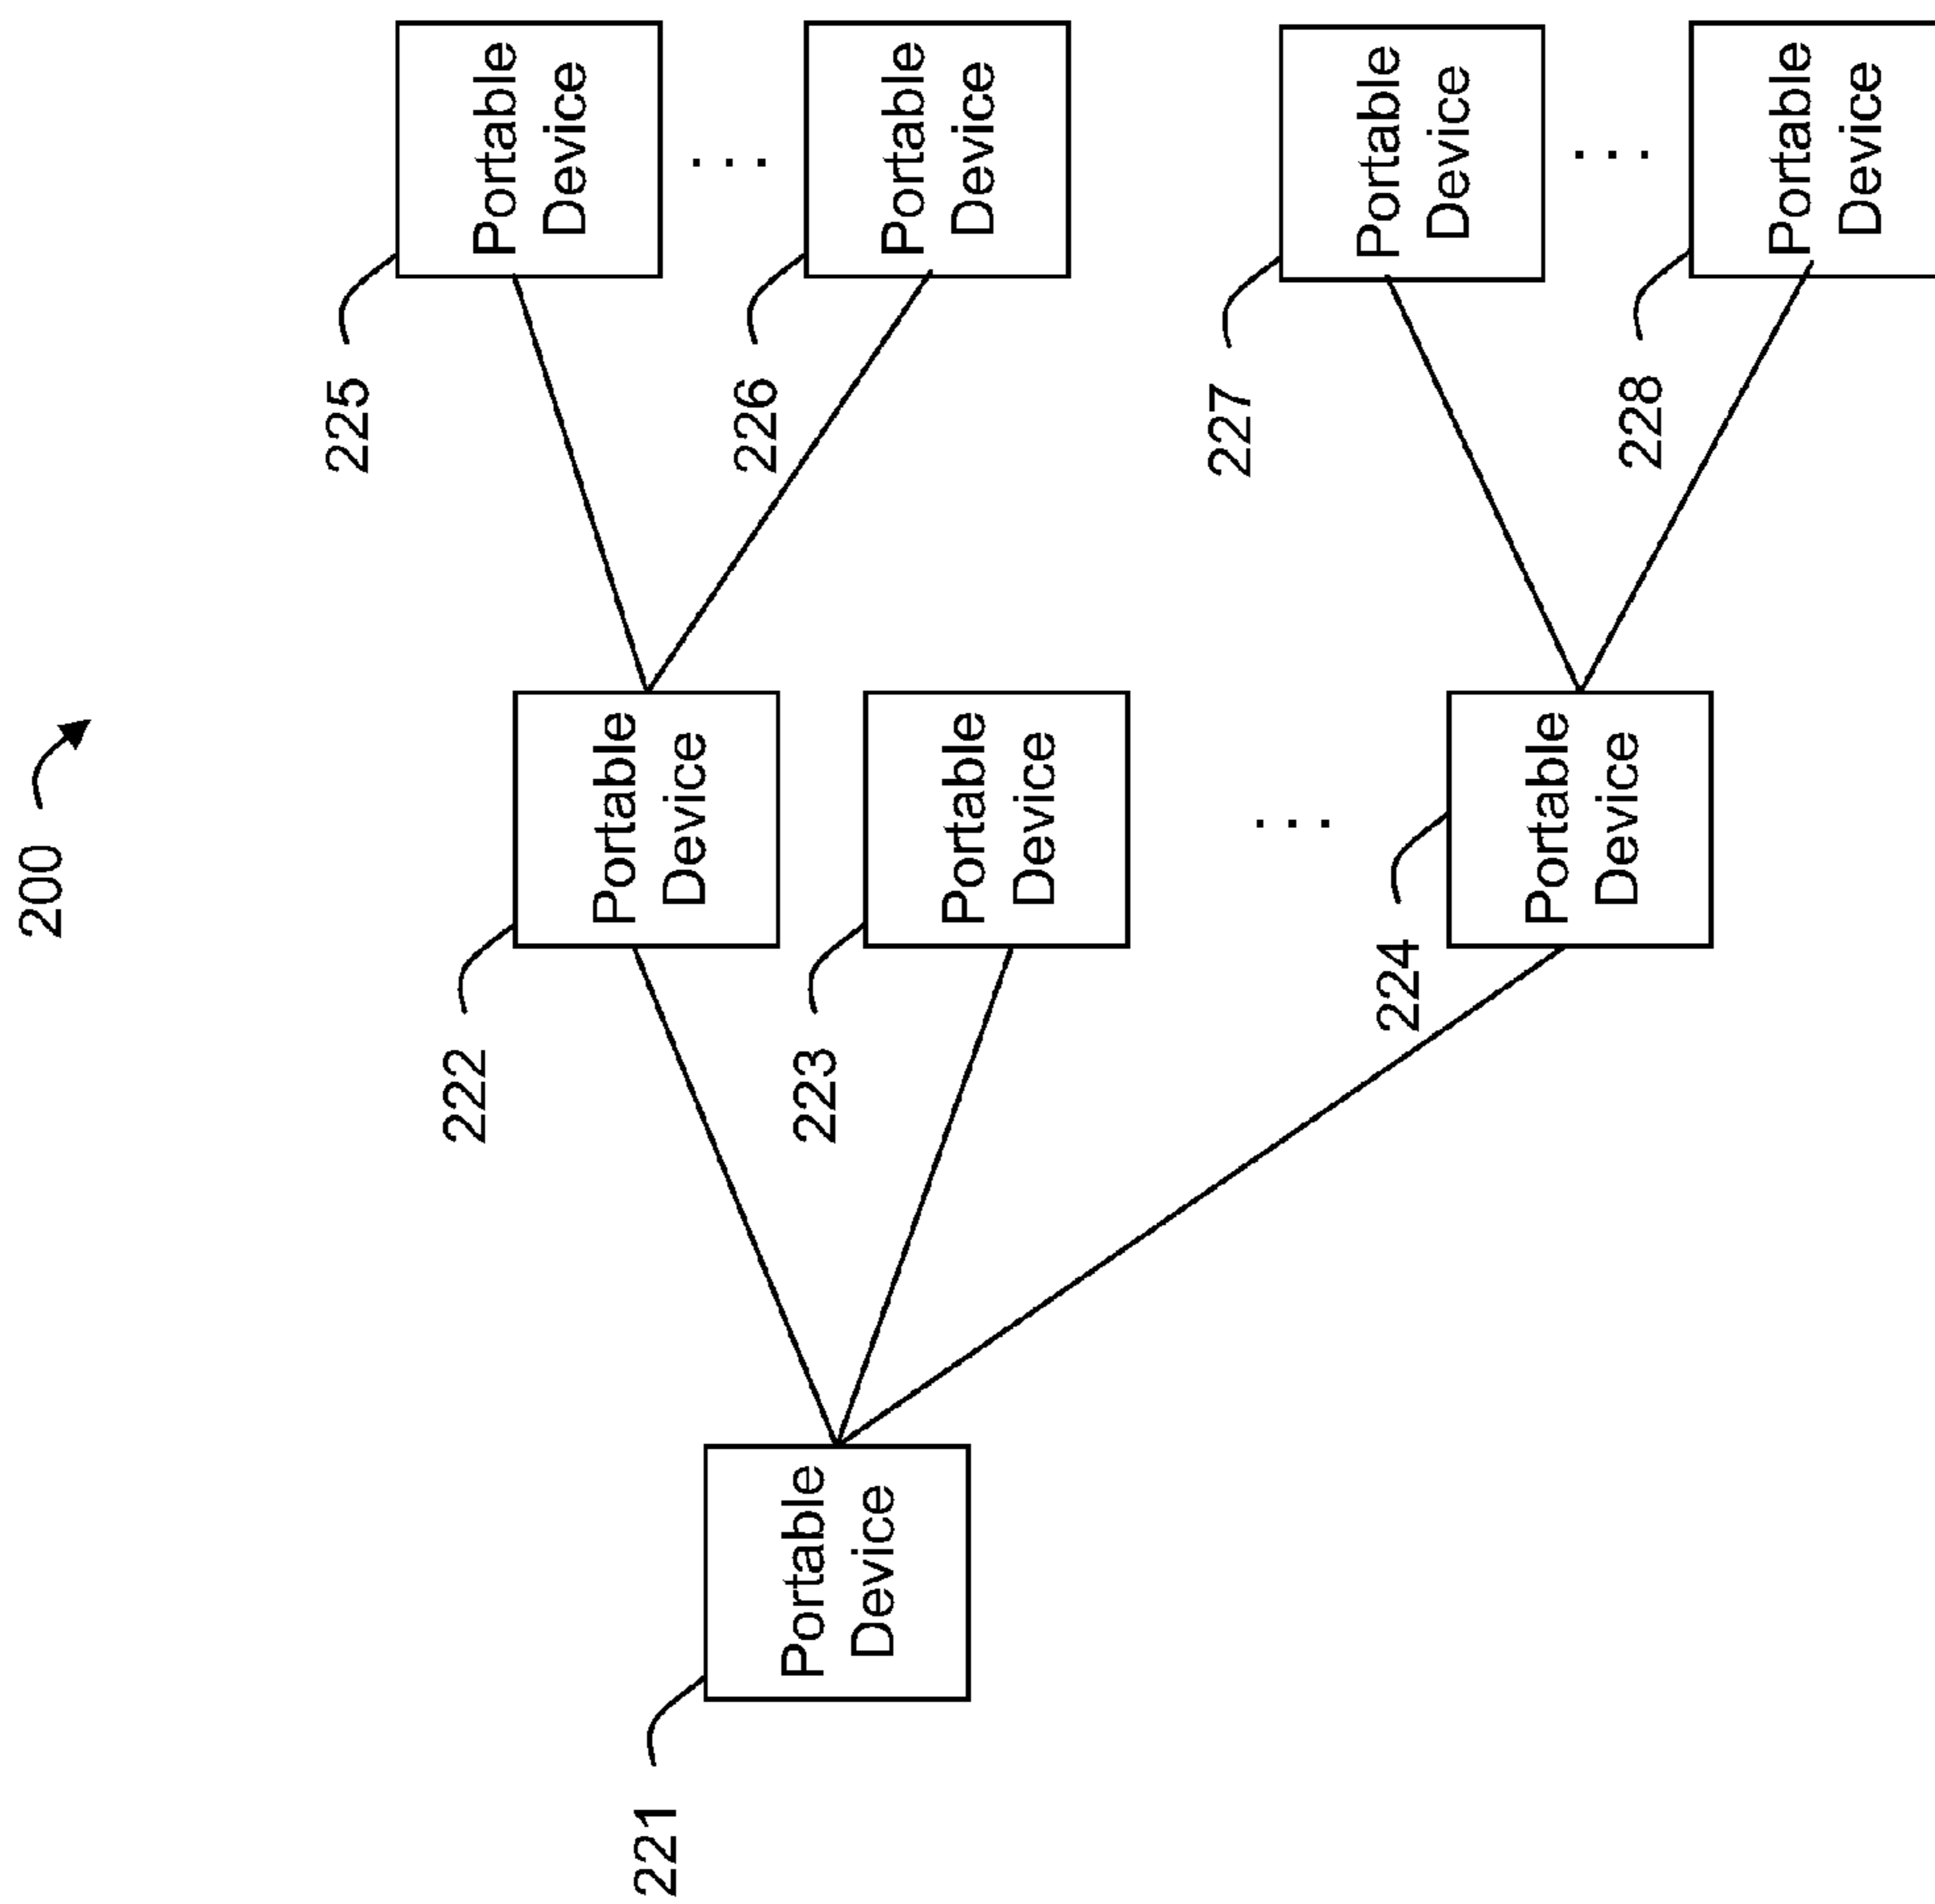 200
225
Portable
Device
...
226
Portable
Device
227
Portable
Device
...
228
Portable
Device
222
Portable
Device
223
Portable
Device
...
224
Portable
Device
221
Portable
Device